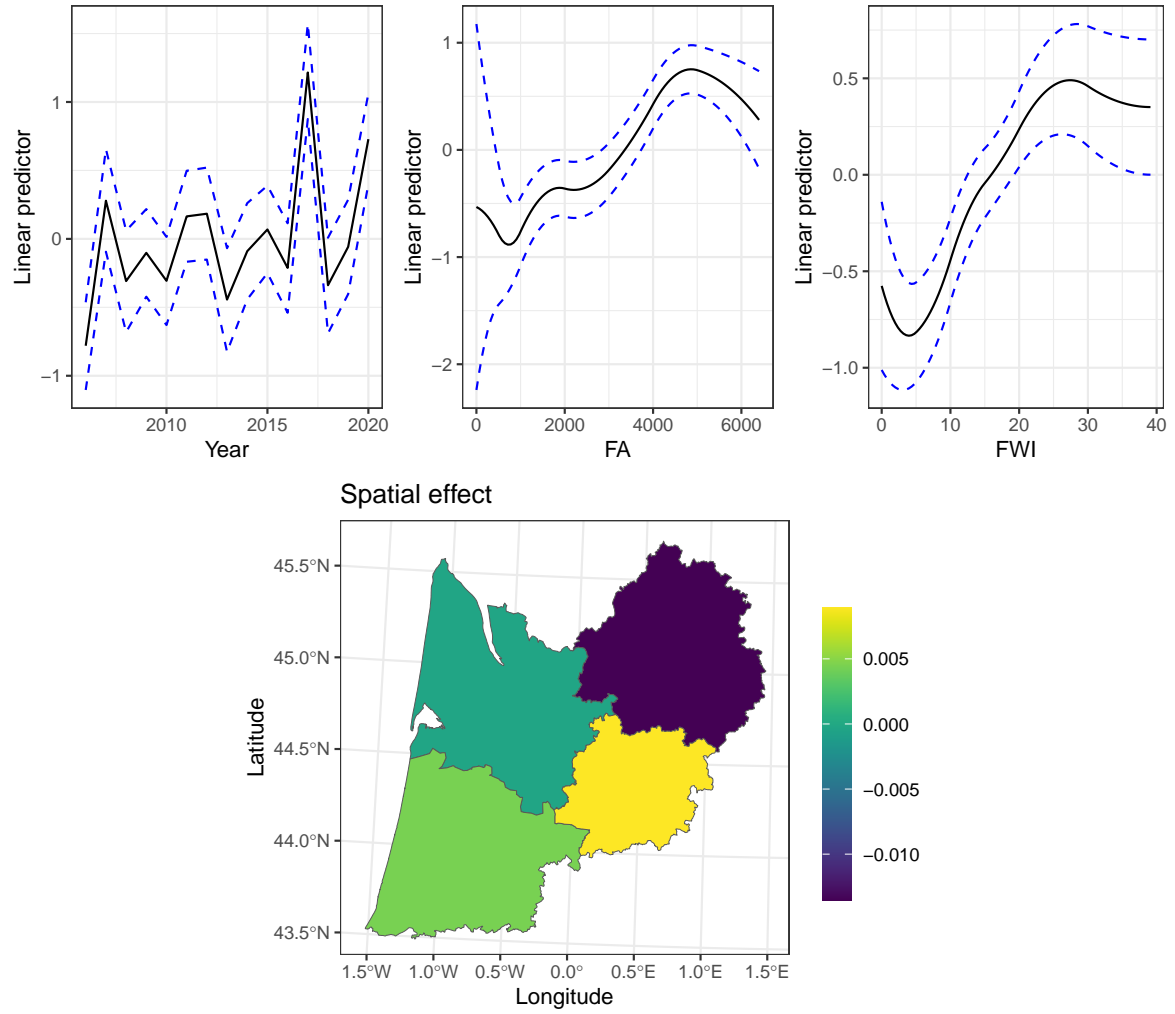 Linear predictor
1
0
−1
2010
2015
2020
Year
Linear predictor
1
0
−1
−2
0
2000
4000
6000
FA
Linear predictor
0.5
0.0
−0.5
−1.0
0
10
20
30
40
FWI
Spatial effect
Latitude
45.5°N
45.0°N
44.5°N
44.0°N
43.5°N
1.5°W
1.0°W
0.5°W
0.0°
0.5°E
1.0°E
1.5°E
Longitude
0.005
0.000
−0.005
−0.010